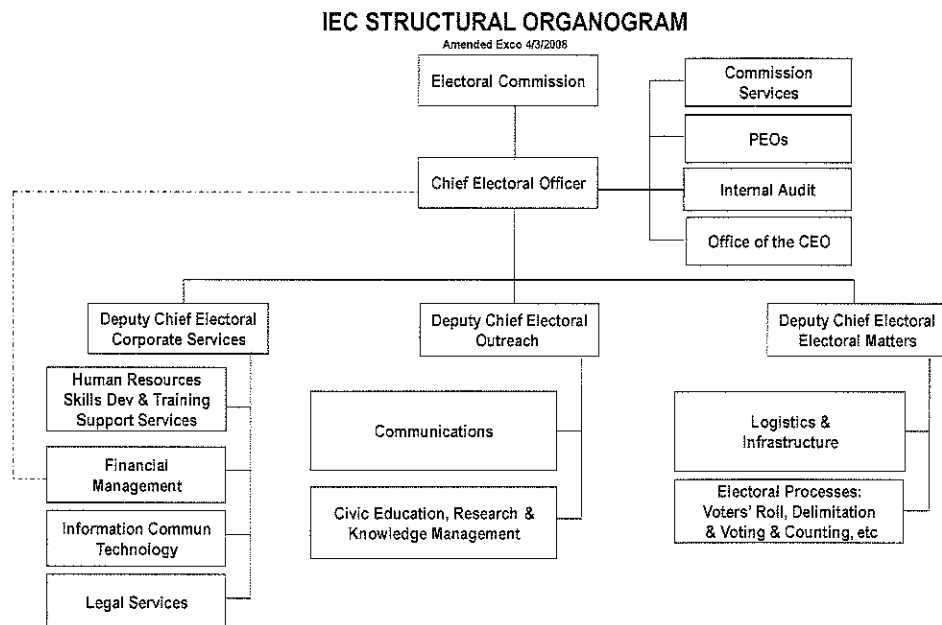 IEC STRUCTURAL ORGANOGRAM
Amended Exco 4/3/2008
Electoral Commission
Commission
Services
PEOs
Chief Electoral Officer
Internal Audit
Office of the CEO
Deputy Chief Electoral
Corporate Services
Deputy Chief Electoral
Outreach
Deputy Chief Electoral
Electoral Matters
Human Resources
Skills Dev & Training
Support Services
Financial
Management
Information Commun
Technology
Legal Services
Communications
Civic Education, Research &
Knowledge Management
Logistics &
Infrastructure
Electoral Processes:
Voters' Roll, Delimitation
& Voting & Counting, etc